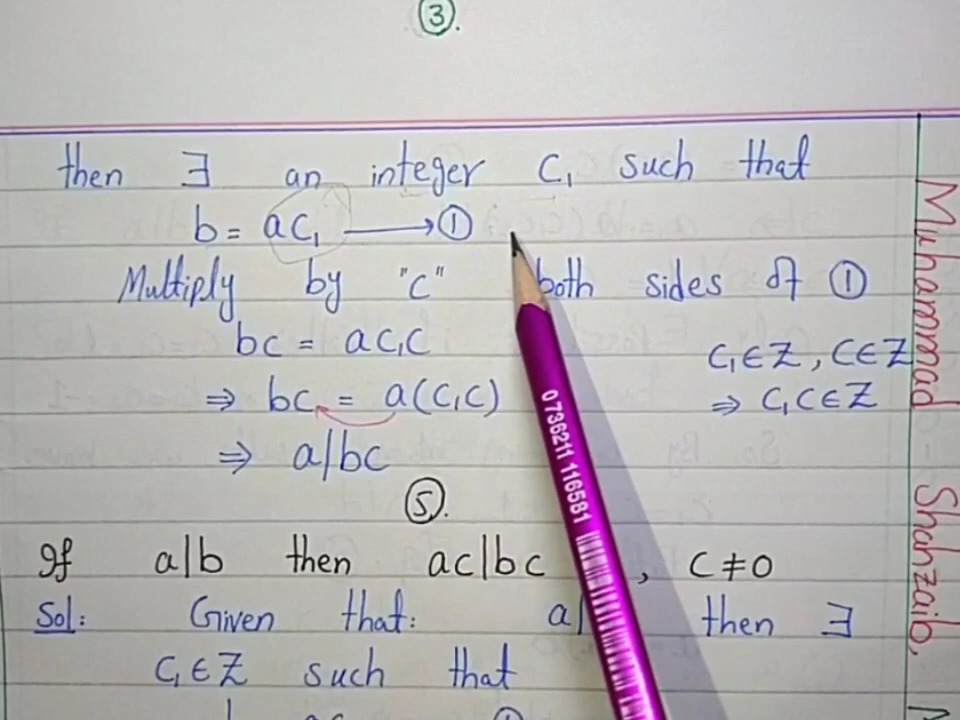 ③.
then ∃ an integer C₁ such that
b = aC₁ ⟶ ①
Multiply by "C" both sides of ①
bc = aC₁C
C₁∈Z, C∈Z
⇒ bc = a(C₁C)
⇒ C₁C∈Z
⇒ a/bc
⑤.
If a|b then ac|bc , C≠0
Sol: Given that: a| then ∃
C₁∈Z such that
Muhammad Shahzaib,
0736211 116581